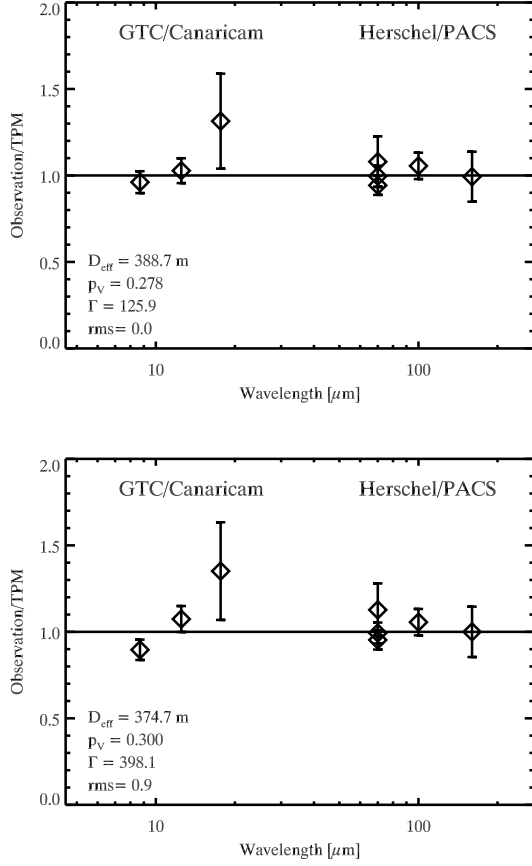 2.0
GTC/Canaricam Herschel/PACS
1.5
1.0
0.5
0.0
Observation/TPM
D_eff = 388.7 m
p_V = 0.278
Γ = 125.9
rms= 0.0
10 100
Wavelength [μm]
2.0
GTC/Canaricam Herschel/PACS
1.5
1.0
0.5
0.0
Observation/TPM
D_eff = 374.7 m
p_V = 0.300
Γ = 398.1
rms= 0.9
10 100
Wavelength [μm]